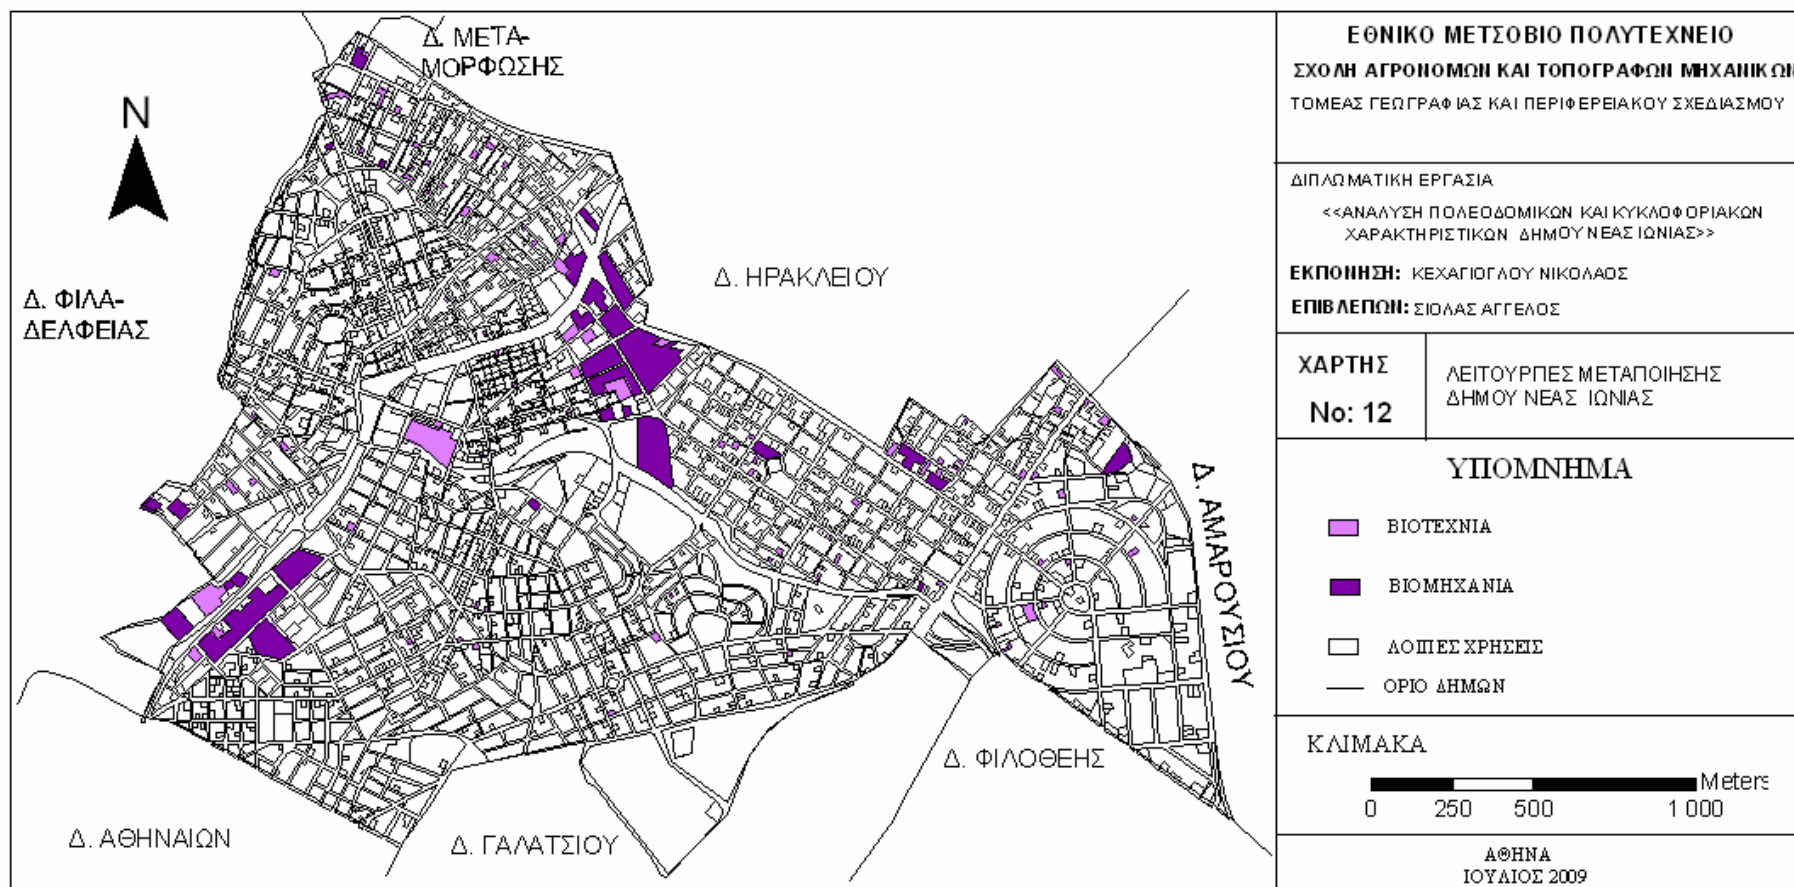 Δ. ΜΕΤΑ-
ΜΟΡΦΩΣΗΣ
N
Δ. ΦΙΛΑ-
ΔΕΛΦΕΙΑΣ
Δ. ΗΡΑΚΛΕΙΟΥ
Δ. ΑΜΑΡΟΥΣΙΟΥ
Δ. ΦΙΛΟΘΕΗΣ
Δ. ΑΘΗΝΑΙΩΝ
Δ. ΓΑΛΑΤΣΙΟΥ
ΕΘΝΙΚΟ ΜΕΤΣΟΒΙΟ ΠΟΛΥΤΕΧΝΕΙΟ
ΣΧΟΛΗ ΑΓΡΟΝΟΜΩΝ ΚΑΙ ΤΟΠΟΓΡΑΦΩΝ ΜΗΧΑΝΙΚΩΝ
ΤΟΜΕΑΣ ΓΕΩΓΡΑΦΙΑΣ ΚΑΙ ΠΕΡΙΦΕΡΕΙΑΚΟΥ ΣΧΕΔΙΑΣΜΟΥ
ΔΙΠΛΩΜΑΤΙΚΗ ΕΡΓΑΣΙΑ
<<ΑΝΑΛΥΣΗ ΠΟΛΕΟΔΟΜΙΚΩΝ ΚΑΙ ΚΥΚΛΟΦΟΡΙΑΚΩΝ
ΧΑΡΑΚΤΗΡΙΣΤΙΚΩΝ ΔΗΜΟΥ ΝΕΑΣ ΙΩΝΙΑΣ>>
ΕΚΠΟΝΗΣΗ: ΚΕΧΑΓΙΟΓΛΟΥ ΝΙΚΟΛΑΟΣ
ΕΠΙΒΛΕΠΩΝ: ΣΙΟΛΑΣ ΑΓΓΕΛΟΣ
ΧΑΡΤΗΣ
No: 12
ΛΕΙΤΟΥΡΓΙΕΣ ΜΕΤΑΠΟΙΗΣΗΣ
ΔΗΜΟΥ ΝΕΑΣ ΙΩΝΙΑΣ
ΥΠΟΜΝΗΜΑ
ΒΙΟΤΕΧΝΙΑ
ΒΙΟΜΗΧΑΝΙΑ
ΛΟΙΠΕΣ ΧΡΗΣΕΙΣ
ΟΡΙΟ ΔΗΜΩΝ
ΚΛΙΜΑΚΑ
Meters
0 250 500 1 000
ΑΘΗΝΑ
ΙΟΥΛΙΟΣ 2009